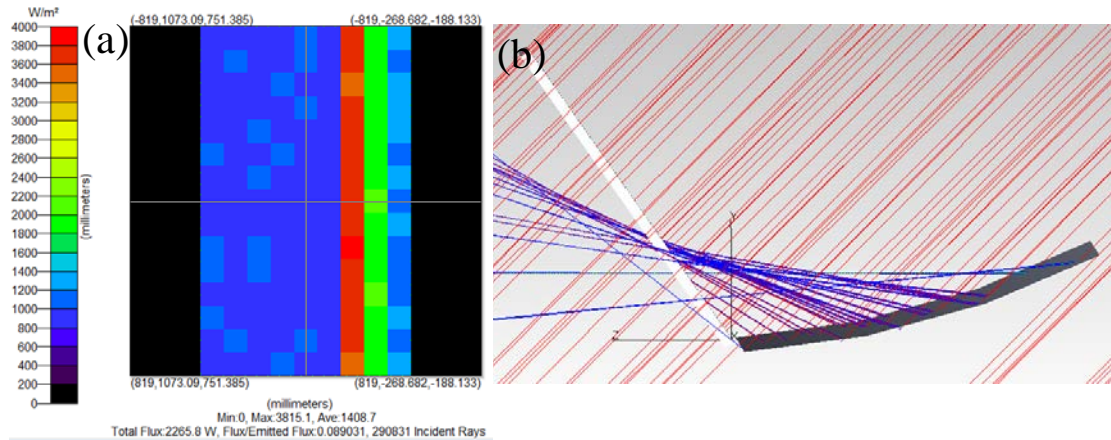 W/m²
(a)
(-819,1073.09,751.385)
(-819,-268.682,-188.133)
4000
3800
3600
3400
3200
3000
2800
2600
2400
2200
2000
1800
1600
1400
1200
1000
800
600
400
200
0
(millimeters)
(819,1073.09,751.385)
(819,-268.682,-188.133)
(millimeters)
Min:0, Max:3815.1, Ave:1408.7
Total Flux:2265.8 W, Flux/Emitted Flux:0.089031, 290831 Incident Rays
(b)
Y
Z
X